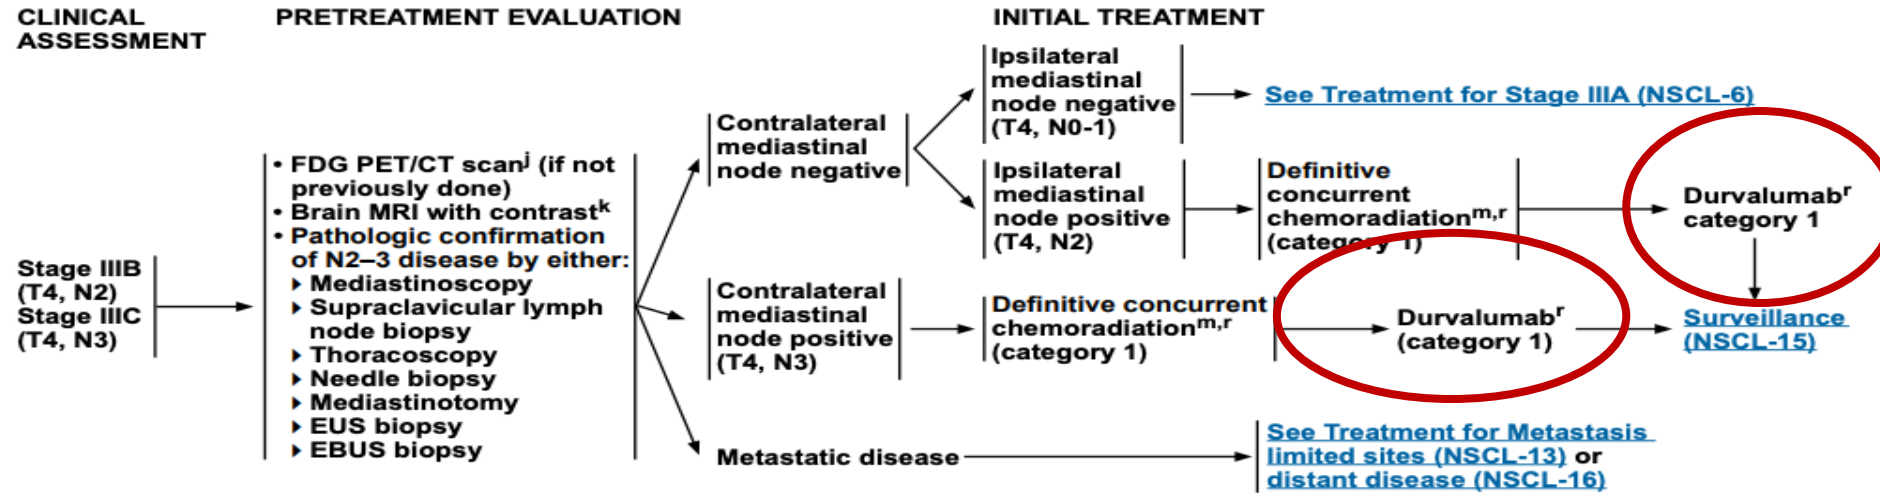 CLINICAL
ASSESSMENT
PRETREATMENT EVALUATION
INITIAL TREATMENT
Stage IIIB
(T4, N2)
Stage IIIC
(T4, N3)
• FDG PET/CT scanʲ (if not
previously done)
• Brain MRI with contrastᵏ
• Pathologic confirmation
of N2–3 disease by either:
▸ Mediastinoscopy
▸ Supraclavicular lymph
node biopsy
▸ Thoracoscopy
▸ Needle biopsy
▸ Mediastinotomy
▸ EUS biopsy
▸ EBUS biopsy
Contralateral
mediastinal
node negative
Ipsilateral
mediastinal
node negative
(T4, N0-1)
See Treatment for Stage IIIA (NSCL-6)
Ipsilateral
mediastinal
node positive
(T4, N2)
Definitive
concurrent
chemoradiationᵐ,ʳ
(category 1)
Durvalumabʳ
category 1
Contralateral
mediastinal
node positive
(T4, N3)
Definitive concurrent
chemoradiationᵐ,ʳ
(category 1)
Durvalumabʳ
(category 1)
Surveillance
(NSCL-15)
Metastatic disease
See Treatment for Metastasis
limited sites (NSCL-13) or
distant disease (NSCL-16)